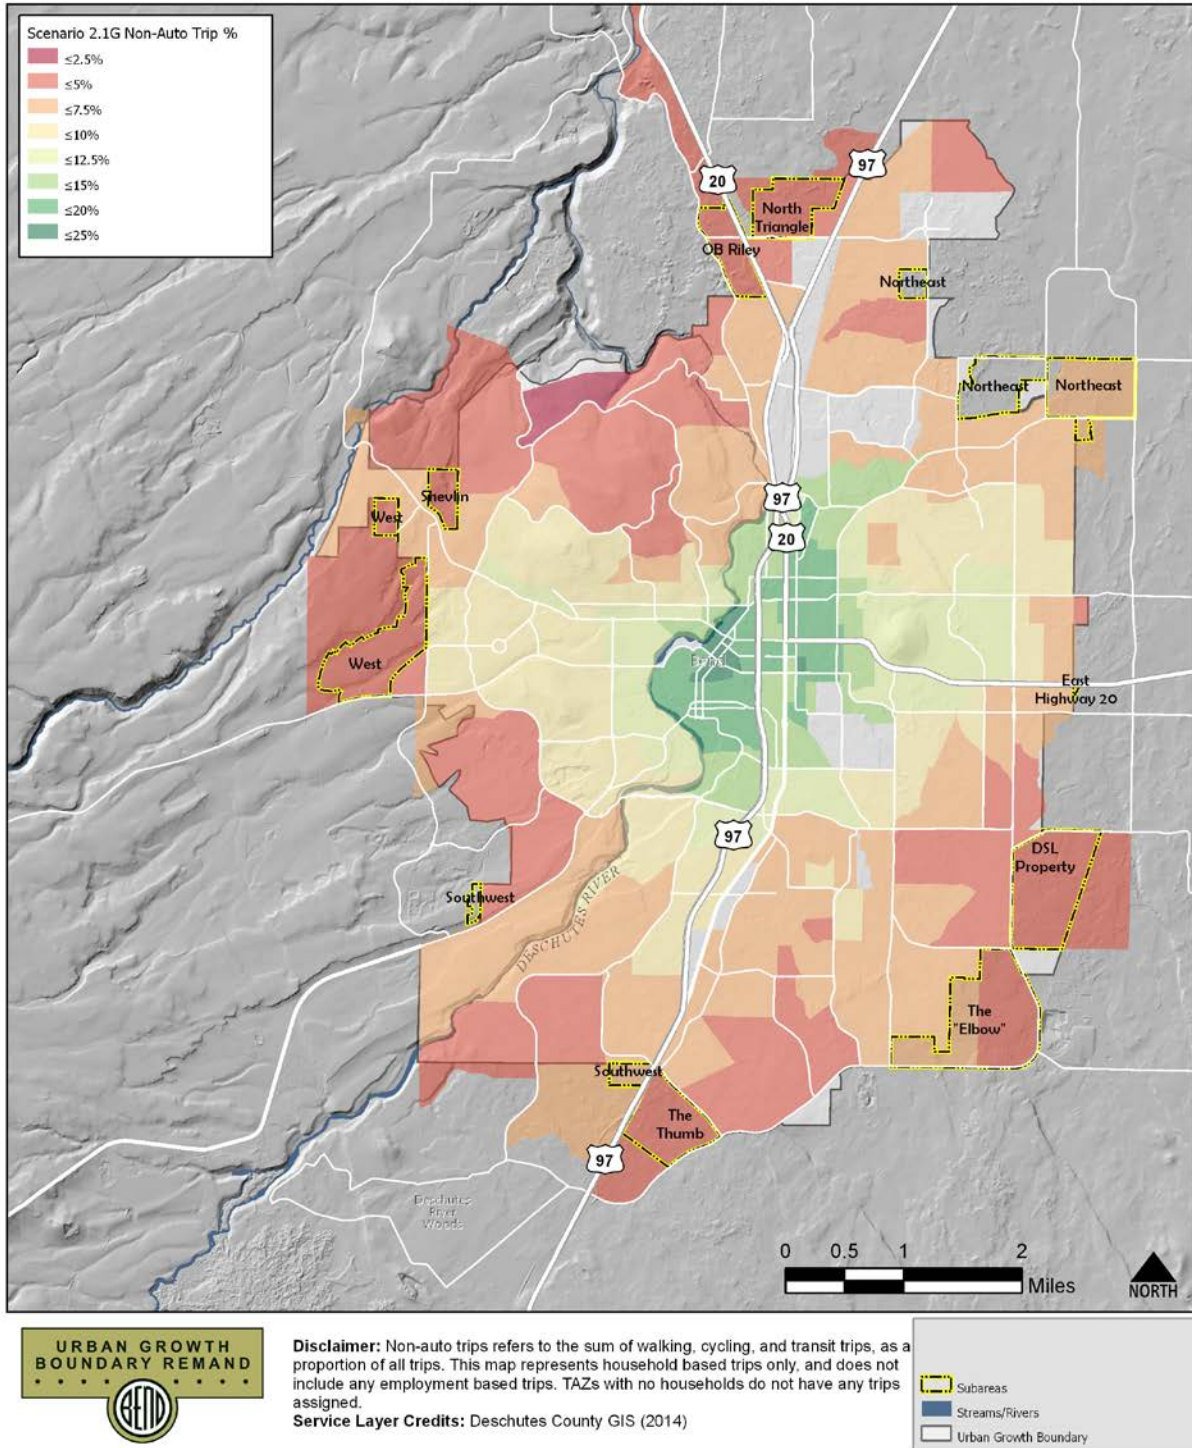 Scenario 2.1G Non-Auto Trip %
≤2.5%
≤5%
≤7.5%
≤10%
≤12.5%
≤15%
≤20%
≤25%
20
97
North
Triangle
OB Riley
Northeast
Northeast
Northeast
Shevlin
West
97
20
West
Bend
East
Highway 20
97
DSL
Property
Southwest
DESCHUTES RIVER
The
"Elbow"
Southwest
The
Thumb
97
Deschutes
River
Woods
0 0.5 1 2
Miles
NORTH
URBAN GROWTH
BOUNDARY REMAND
BEND
Disclaimer: Non-auto trips refers to the sum of walking, cycling, and transit trips, as a
proportion of all trips. This map represents household based trips only, and does not
include any employment based trips. TAZs with no households do not have any trips
assigned.
Service Layer Credits: Deschutes County GIS (2014)
Subareas
Streams/Rivers
Urban Growth Boundary